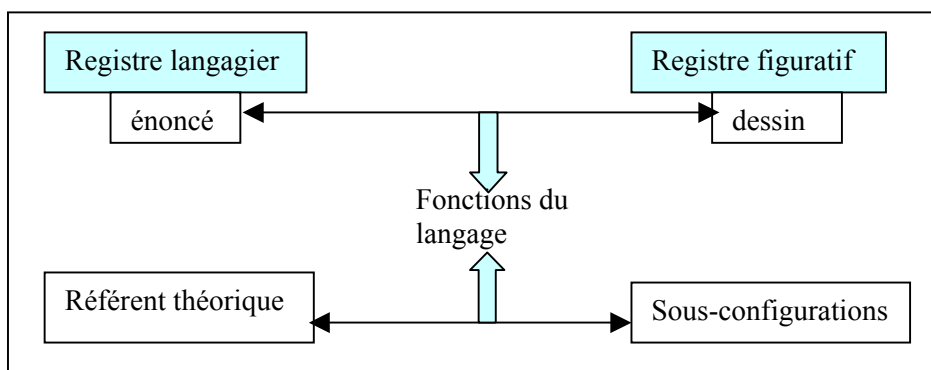 Registre langagier
Registre figuratif
énoncé
dessin
Fonctions du
langage
Référent théorique
Sous-configurations